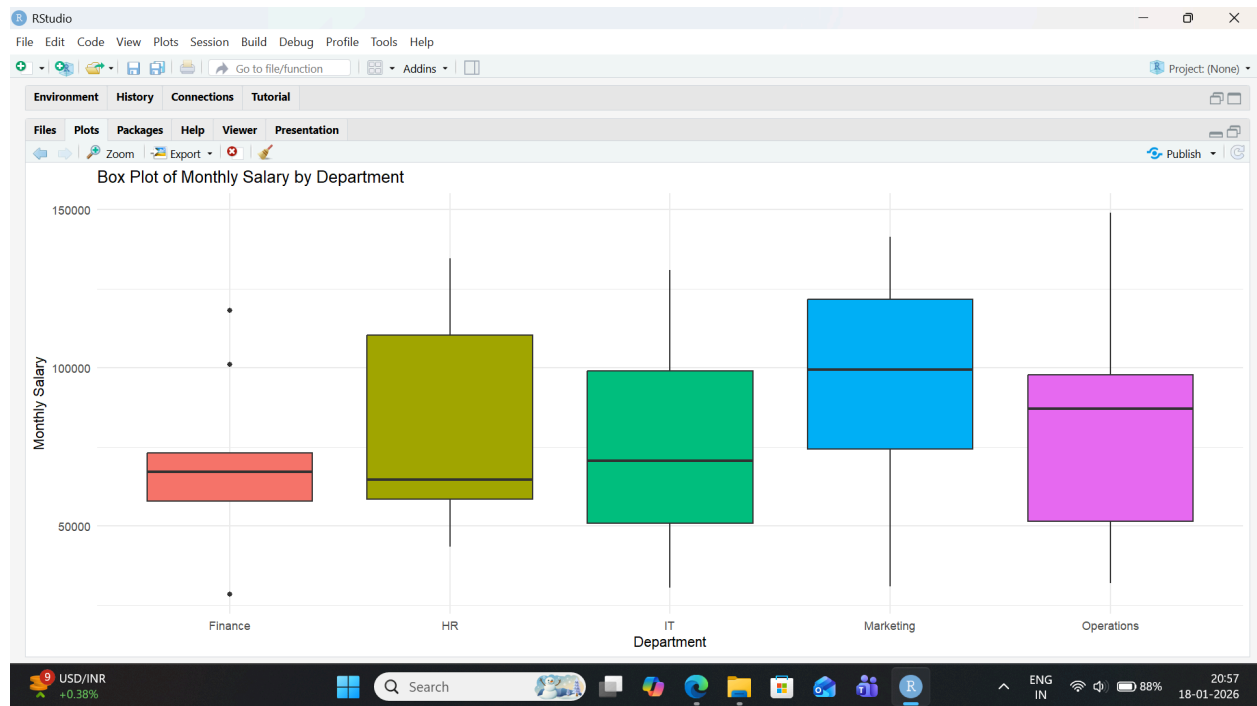 RStudio
File Edit Code View Plots Session Build Debug Profile Tools Help
Go to file/function Addins Project: (None)
Environment History Connections Tutorial
Files Plots Packages Help Viewer Presentation
Zoom Export Publish
Box Plot of Monthly Salary by Department
150000
100000
50000
Monthly Salary
Finance HR IT Marketing Operations
Department
9 USD/INR
+0.38%
Search
ENG
IN
88%
20:57
18-01-2026